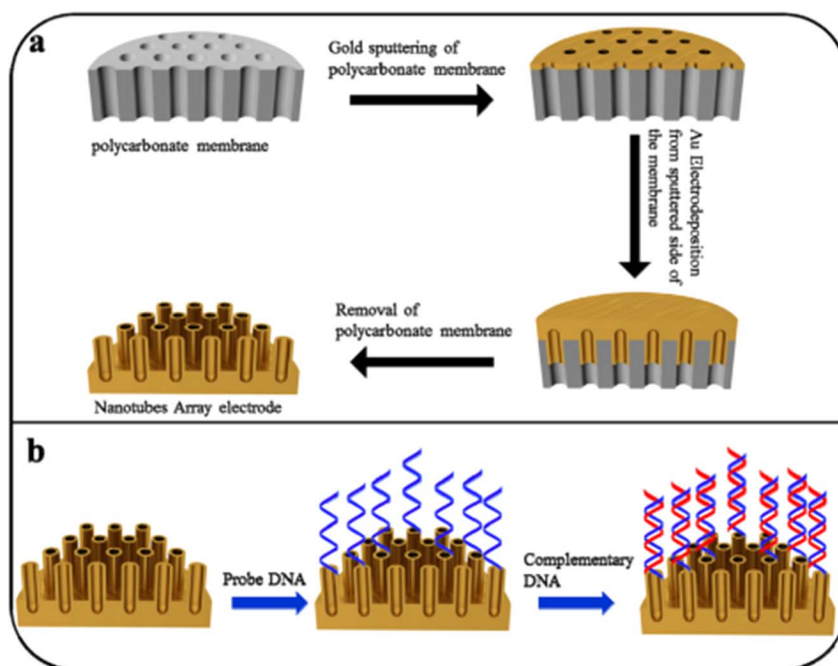 a
Gold sputtering of
polycarbonate membrane
polycarbonate membrane
Au Electrodeposition
from sputtered side of
the membrane
Removal of
polycarbonate membrane
Nanotubes Array electrode
b
Probe DNA
Complementary
DNA